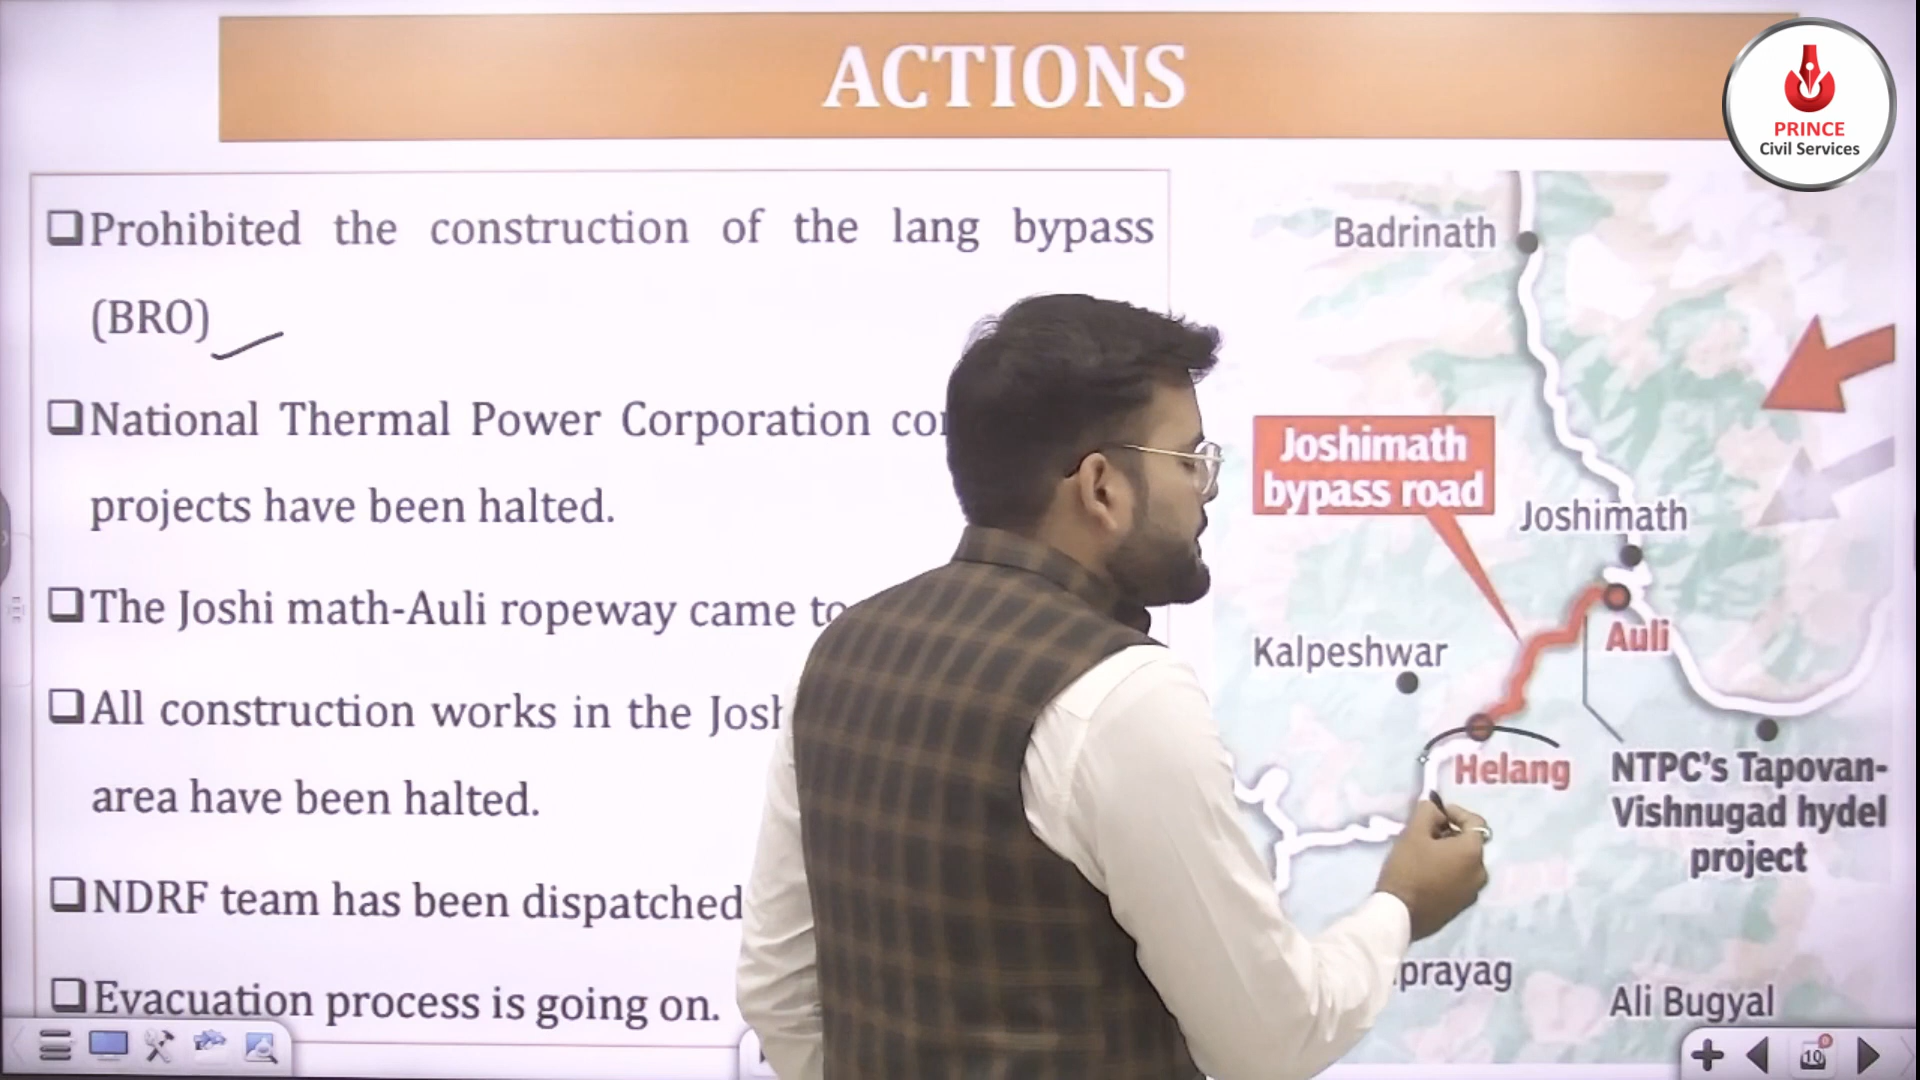 ACTIONS
PRINCE
Civil Services
Prohibited the construction of the lang bypass
(BRO)
National Thermal Power Corporation
projects have been halted.
The Joshi math-Auli ropeway came
All construction works in the
area have been halted.
NDRF team has been dispatched
Evacuation process is going on.
Badrinath
Joshimath
bypass road
Joshimath
Auli
Kalpeshwar
Helang
NTPC's Tapovan-
Vishnugad hydel
project
prayag
Ali Bugyal
10